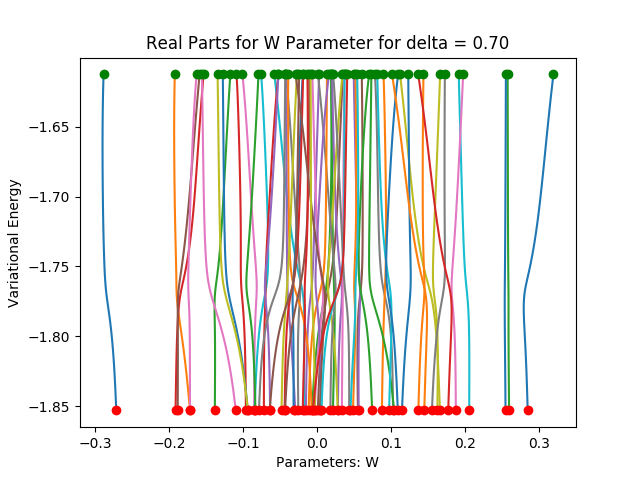 Real Parts for W Parameter for delta = 0.70
−1.65
−1.70
−1.75
−1.80
−1.85
Variational Energy
−0.3 −0.2 −0.1 0.0 0.1 0.2 0.3
Parameters: W